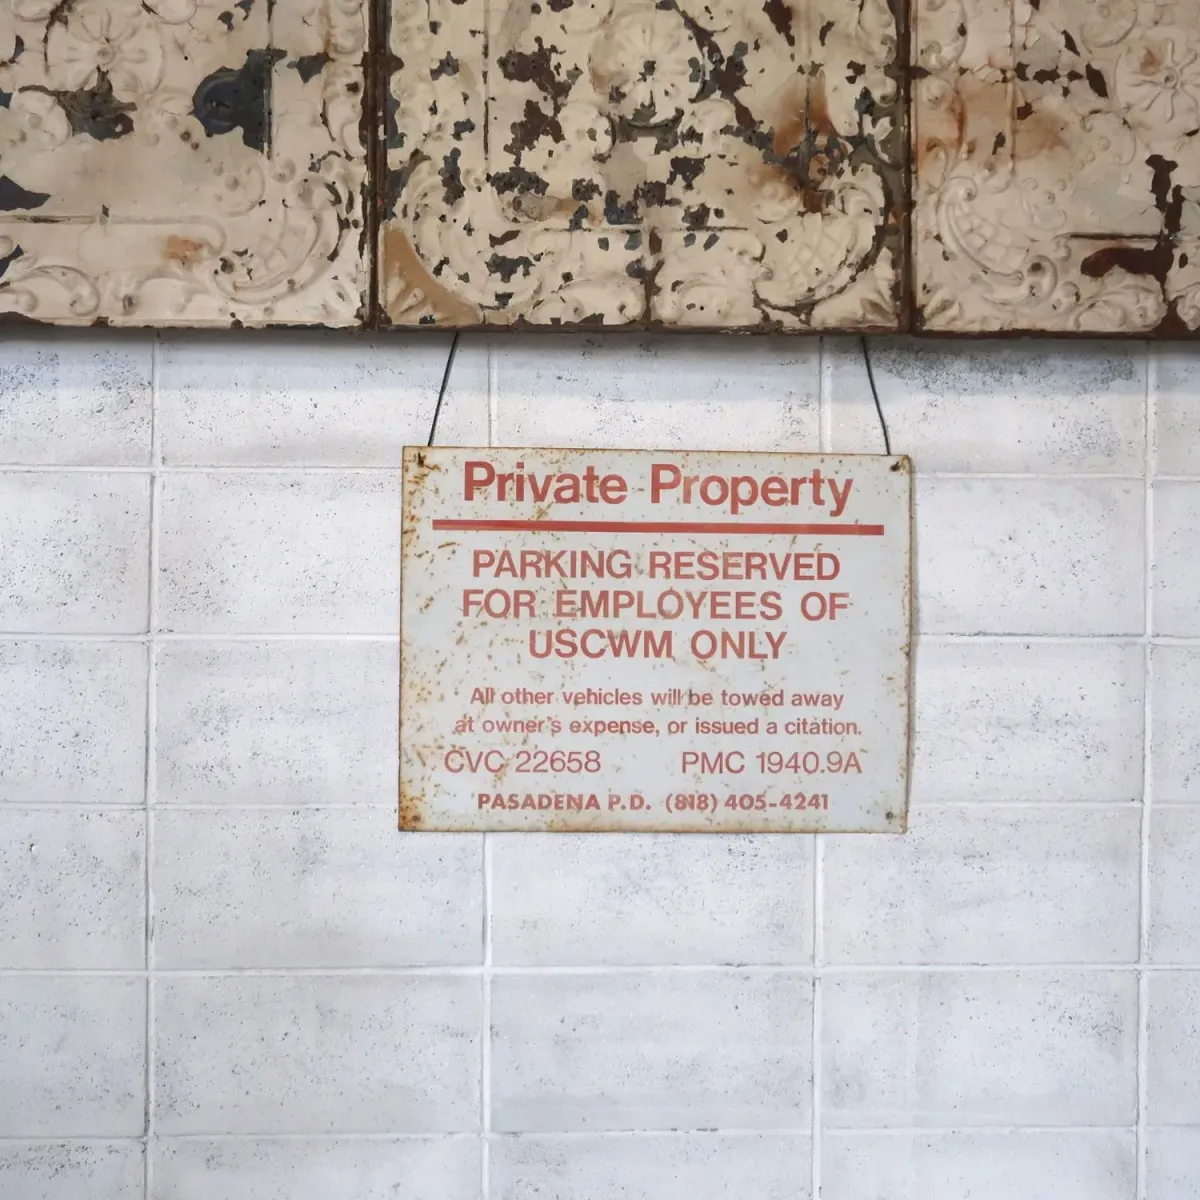 Private Property
PARKING RESERVED
FOR EMPLOYEES OF
USCWM ONLY
All other vehicles will be towed away
at owner's expense, or issued a citation.
CVC 22658 PMC 1940.9A
PASADENA P.D. (818) 405-4241